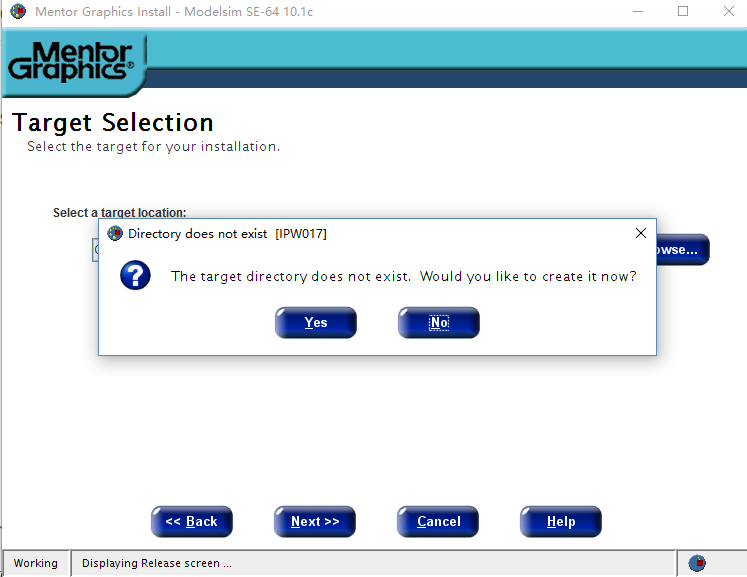 Mentor Graphics Install - Modelsim SE-64 10.1c
Mentor
Graphics®
Target Selection
Select the target for your installation.
Select a target location:
Directory does not exist [IPW017]
The target directory does not exist. Would you like to create it now?
Yes
No
<< Back
Next >>
Cancel
Help
Working
Displaying Release screen ...